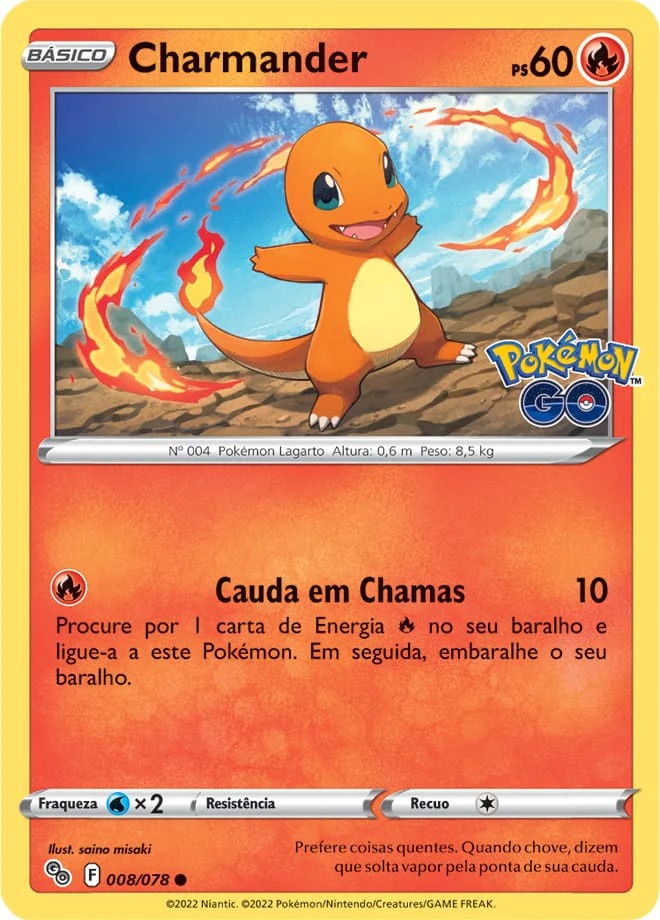 BÁSICO Charmander PS60
POKÉMON™
GO
Nº 004 Pokémon Lagarto Altura: 0,6 m Peso: 8,5 kg
Cauda em Chamas 10
Procure por 1 carta de Energia no seu baralho e
ligue-a a este Pokémon. Em seguida, embaralhe o seu
baralho.
Fraqueza ×2 Resistência Recuo
Ilust. saino misaki
Prefere coisas quentes. Quando chove, dizem
que solta vapor pela ponta de sua cauda.
GO F 008/078
©2022 Niantic. ©2022 Pokémon/Nintendo/Creatures/GAME FREAK.